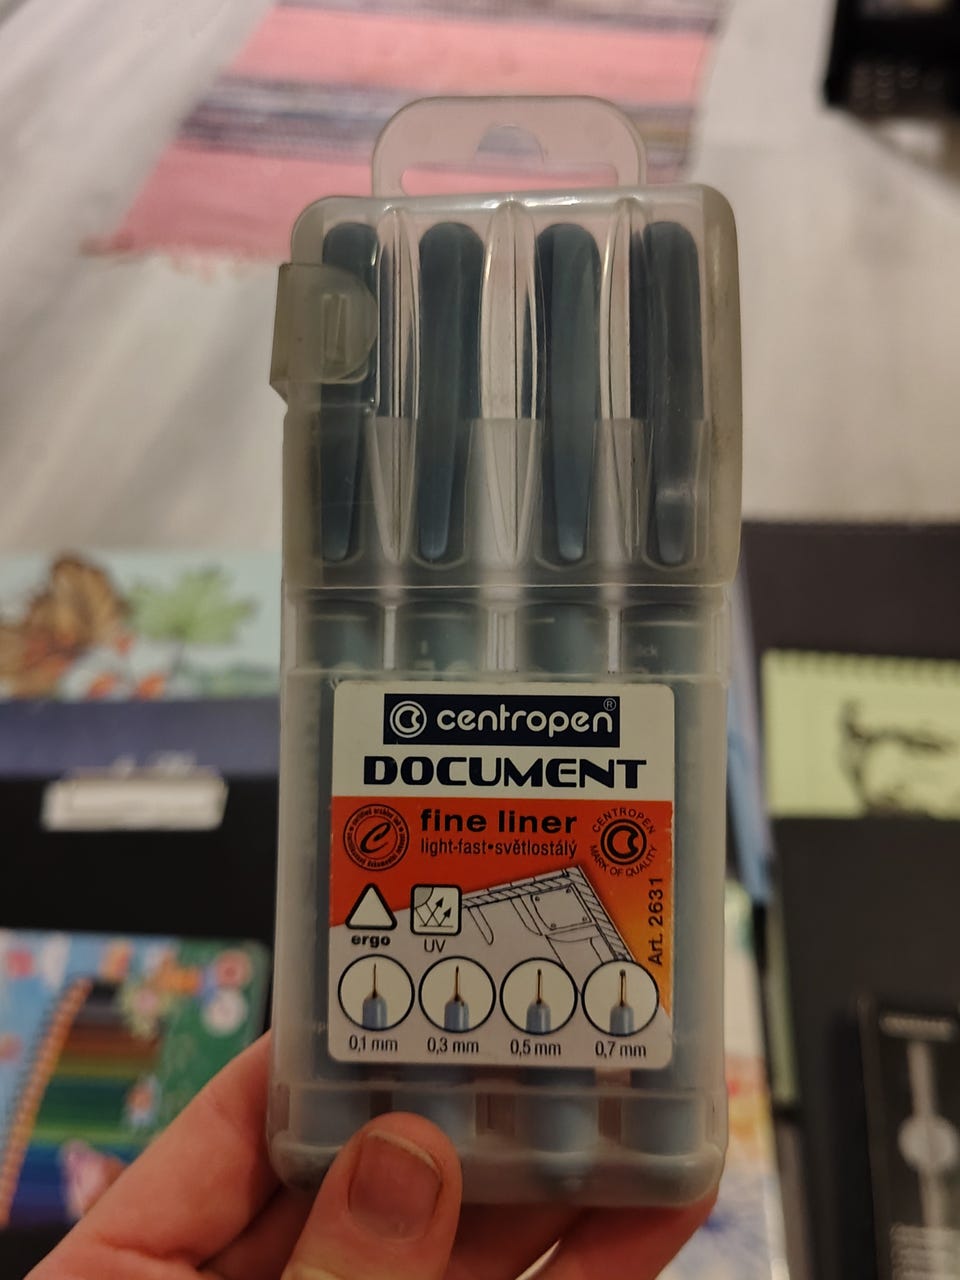 centropen®
DOCUMENT
fine liner
light-fast•světlostálý
CENTROPEN
MARK OF QUALITY
Art. 2631
ergo
UV
0,1 mm
0,3 mm
0,5 mm
0,7 mm